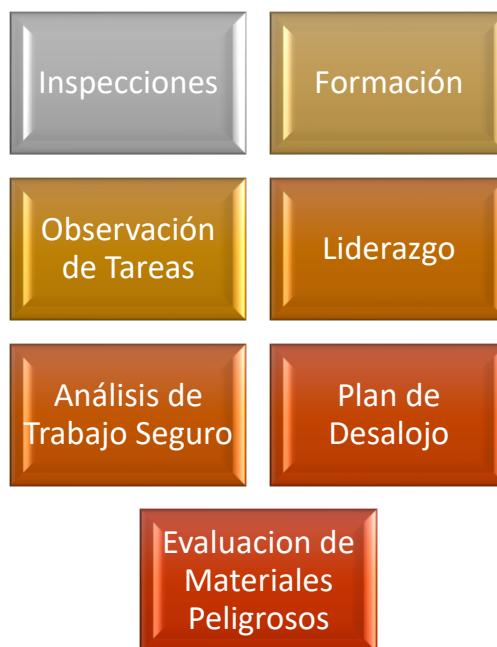 Inspecciones
Formación
Observación
de Tareas
Liderazgo
Análisis de
Trabajo Seguro
Plan de
Desalojo
Evaluacion de
Materiales
Peligrosos